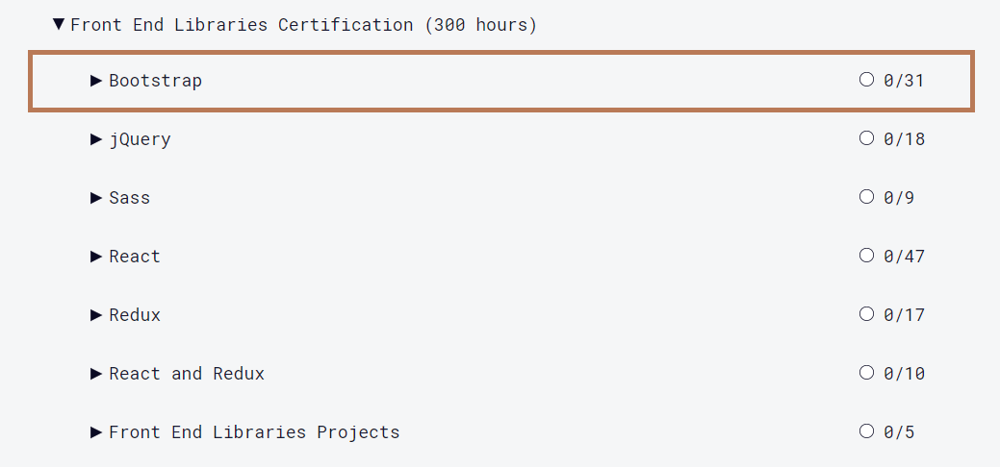 ▼Front End Libraries Certification (300 hours)
▶Bootstrap 0/31
▶jQuery 0/18
▶Sass 0/9
▶React 0/47
▶Redux 0/17
▶React and Redux 0/10
▶Front End Libraries Projects 0/5